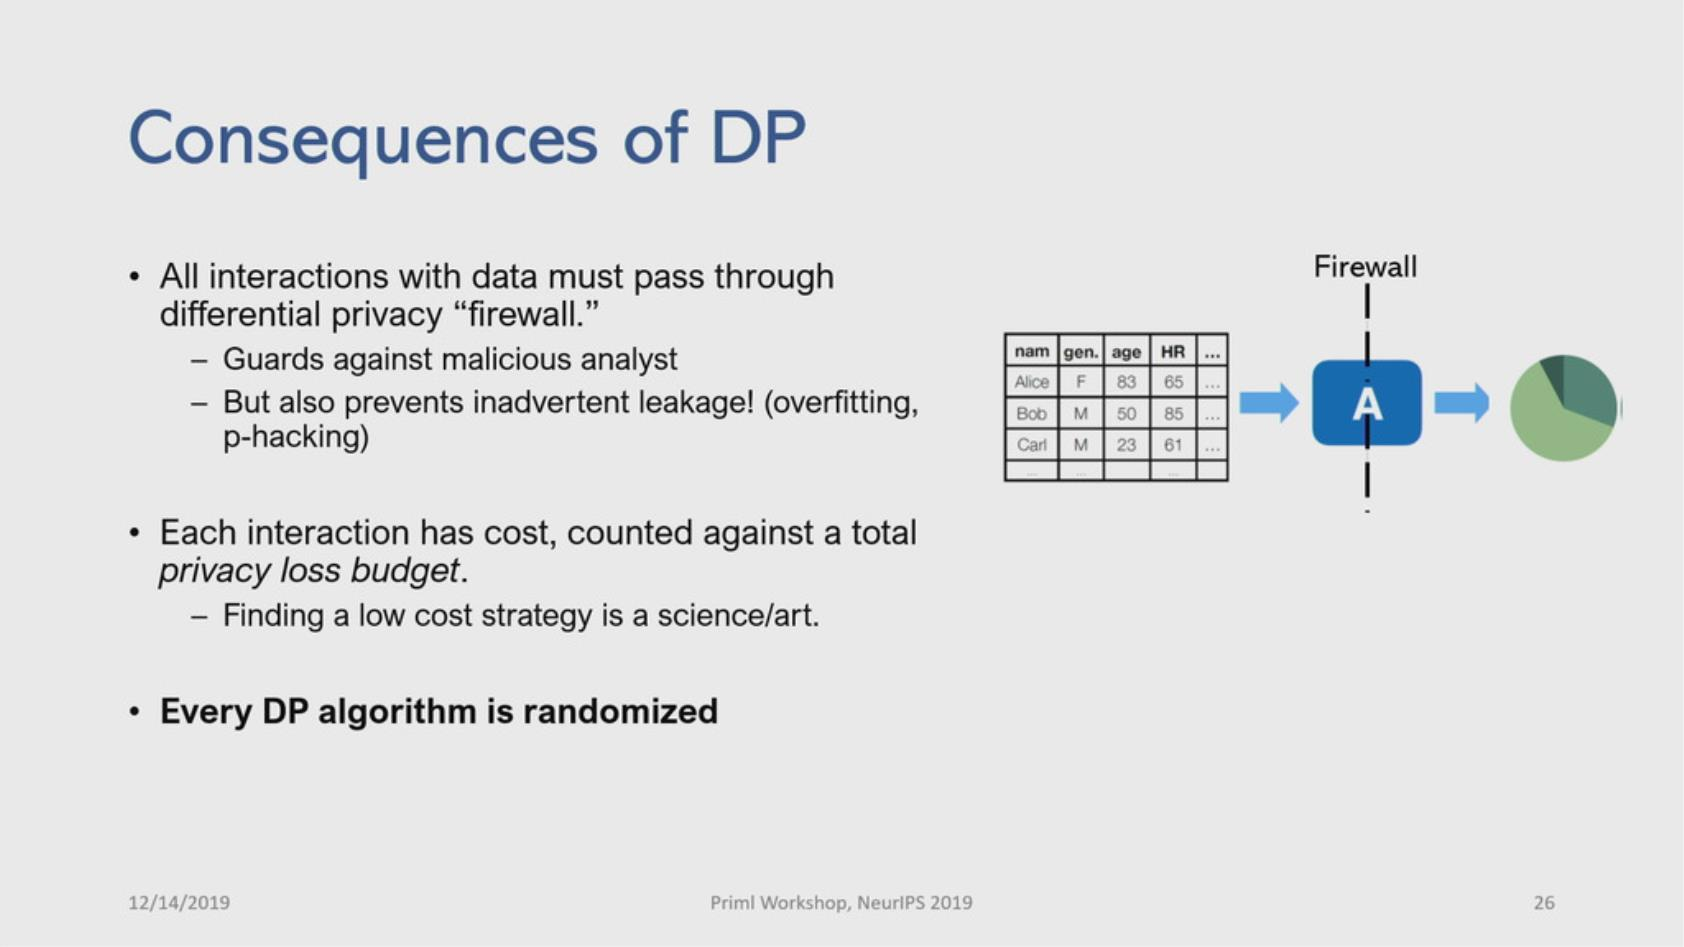 Consequences of DP
• All interactions with data must pass through
differential privacy “firewall.”
– Guards against malicious analyst
– But also prevents inadvertent leakage! (overfitting,
p-hacking)
• Each interaction has cost, counted against a total
privacy loss budget.
– Finding a low cost strategy is a science/art.
• Every DP algorithm is randomized
Firewall
nam gen. age HR ...
Alice F 83 65 ...
Bob M 50 85 ...
Carl M 23 61 ...
... ... ...
A
12/14/2019 Priml Workshop, NeurIPS 2019 26